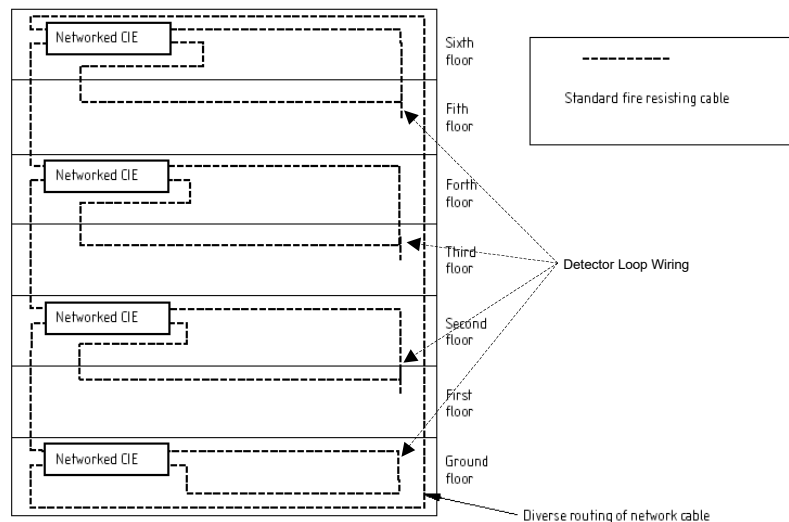 Networked CIE
Sixth
floor
Standard fire resisting cable
Fith
floor
Networked CIE
Forth
floor
Third
floor
Detector Loop Wiring
Networked CIE
Second
floor
First
floor
Networked CIE
Ground
floor
Diverse routing of network cable